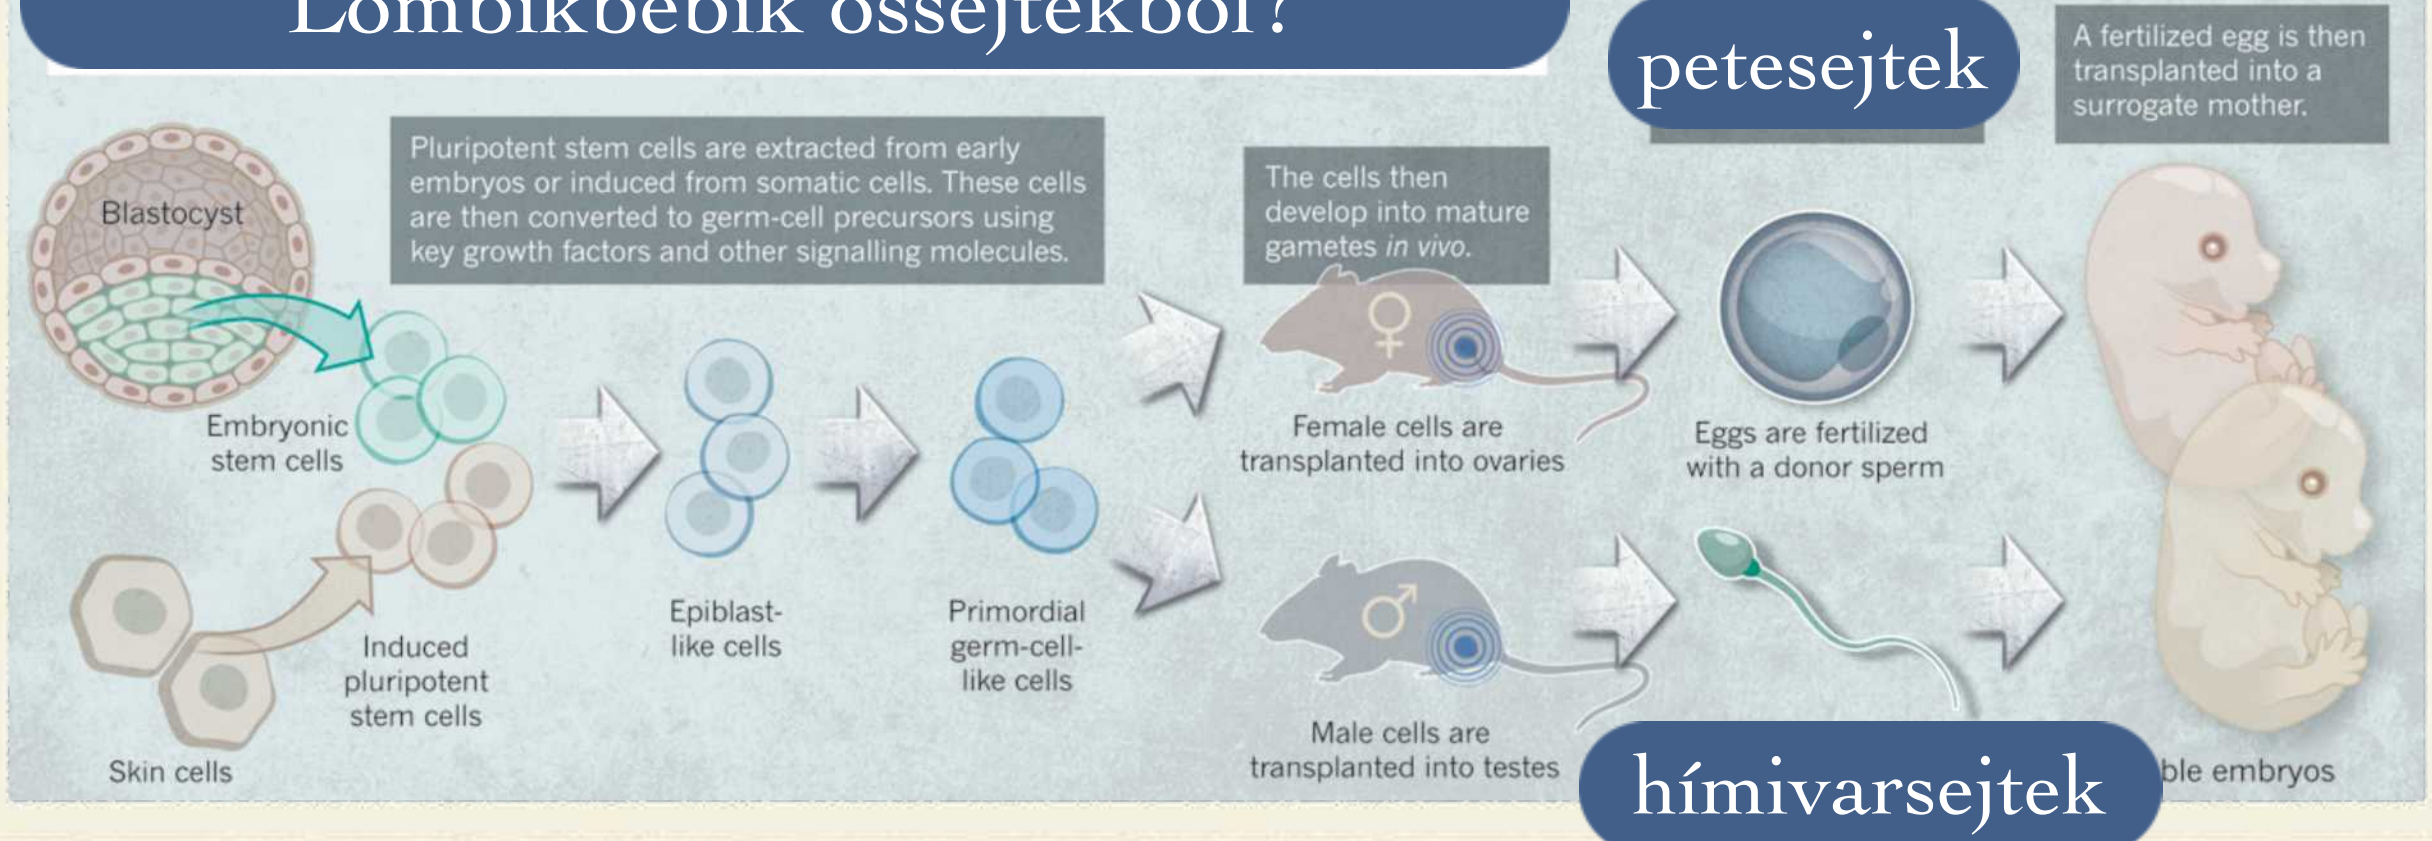 Lombikbébik őssejtekből?
petesejtek
A fertilized egg is then
transplanted into a
surrogate mother.
Pluripotent stem cells are extracted from early
embryos or induced from somatic cells. These cells
are then converted to germ-cell precursors using
key growth factors and other signalling molecules.
The cells then
develop into mature
gametes in vivo.
Blastocyst
Embryonic
stem cells
Skin cells
Induced
pluripotent
stem cells
Epiblast-
like cells
Primordial
germ-cell-
like cells
♀
Female cells are
transplanted into ovaries
♂
Male cells are
transplanted into testes
Eggs are fertilized
with a donor sperm
hímivarsejtek
ble embryos